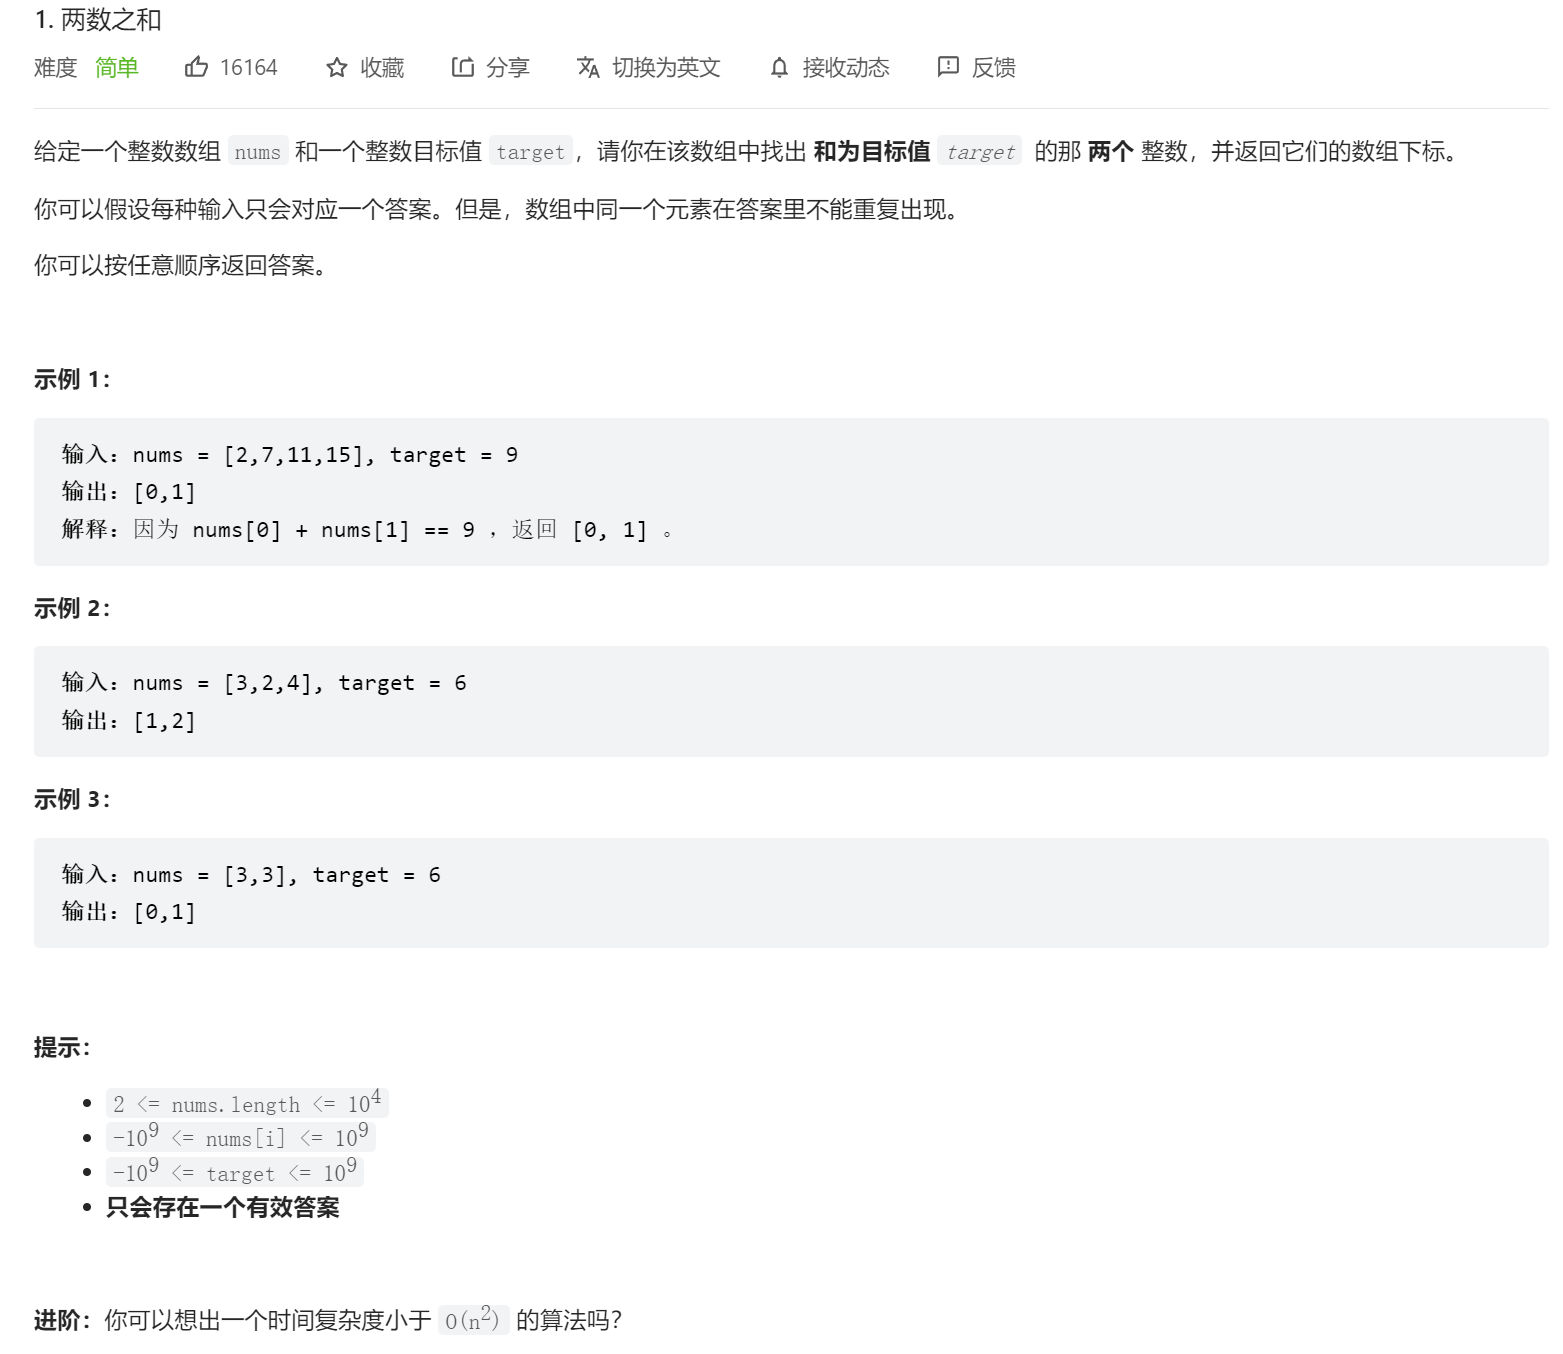 1. 两数之和
难度 简单 16164 收藏 分享 切换为英文 接收动态 反馈
给定一个整数数组 nums 和一个整数目标值 target，请你在该数组中找出 和为目标值 target 的那 两个 整数，并返回它们的数组下标。
你可以假设每种输入只会对应一个答案。但是，数组中同一个元素在答案里不能重复出现。
你可以按任意顺序返回答案。
示例 1：
输入：nums = [2,7,11,15], target = 9
输出：[0,1]
解释：因为 nums[0] + nums[1] == 9 ，返回 [0, 1] 。
示例 2：
输入：nums = [3,2,4], target = 6
输出：[1,2]
示例 3：
输入：nums = [3,3], target = 6
输出：[0,1]
提示：
2 <= nums.length <= 10⁴
-10⁹ <= nums[i] <= 10⁹
-10⁹ <= target <= 10⁹
只会存在一个有效答案
进阶：你可以想出一个时间复杂度小于 O(n²) 的算法吗？